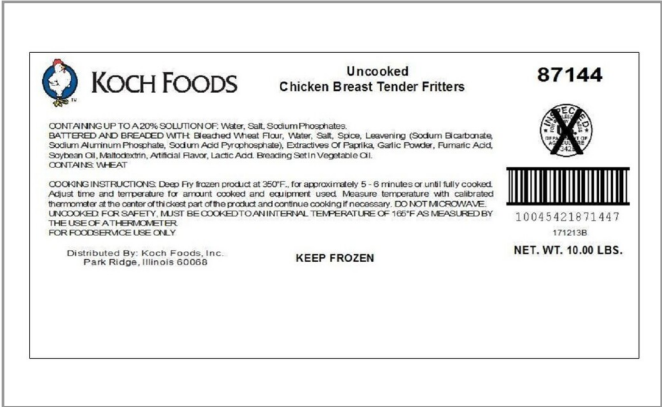 KOCH FOODS
TM
Uncooked
Chicken Breast Tender Fritters
87144
CONTAINING UP TO A 20% SOLUTION OF: Water, Salt, Sodium Phosphates.
BATTERED AND BREADED WITH: Bleached Wheat Flour, Water, Salt, Spice, Leavening (Sodium Bicarbonate,
Sodium Aluminum Phosphate, Sodium Acid Pyrophosphate), Extractives Of Paprika, Garlic Powder, Fumaric Acid,
Soybean Oil, Maltodextrin, Artificial Flavor, Lactic Acid. Breading Set in Vegetable Oil.
CONTAINS: WHEAT
INSPECTED
DEPARTMENT OF
AGRICULTURE
COOKING INSTRUCTIONS: Deep Fry frozen product at 350°F., for approximately 5 - 6 minutes or until fully cooked.
Adjust time and temperature for amount cooked and equipment used. Measure temperature with calibrated
thermometer at the center of thickest part of the product and continue cooking if necessary. DO NOT MICROWAVE.
UNCOOKED: FOR SAFETY, MUST BE COOKED TO AN INTERNAL TEMPERATURE OF 165°F AS MEASURED BY
THE USE OF A THERMOMETER.
FOR FOODSERVICE USE ONLY
10045421871447
171213B
Distributed By: Koch Foods, Inc.
Park Ridge, Illinois 60068
KEEP FROZEN
NET. WT. 10.00 LBS.